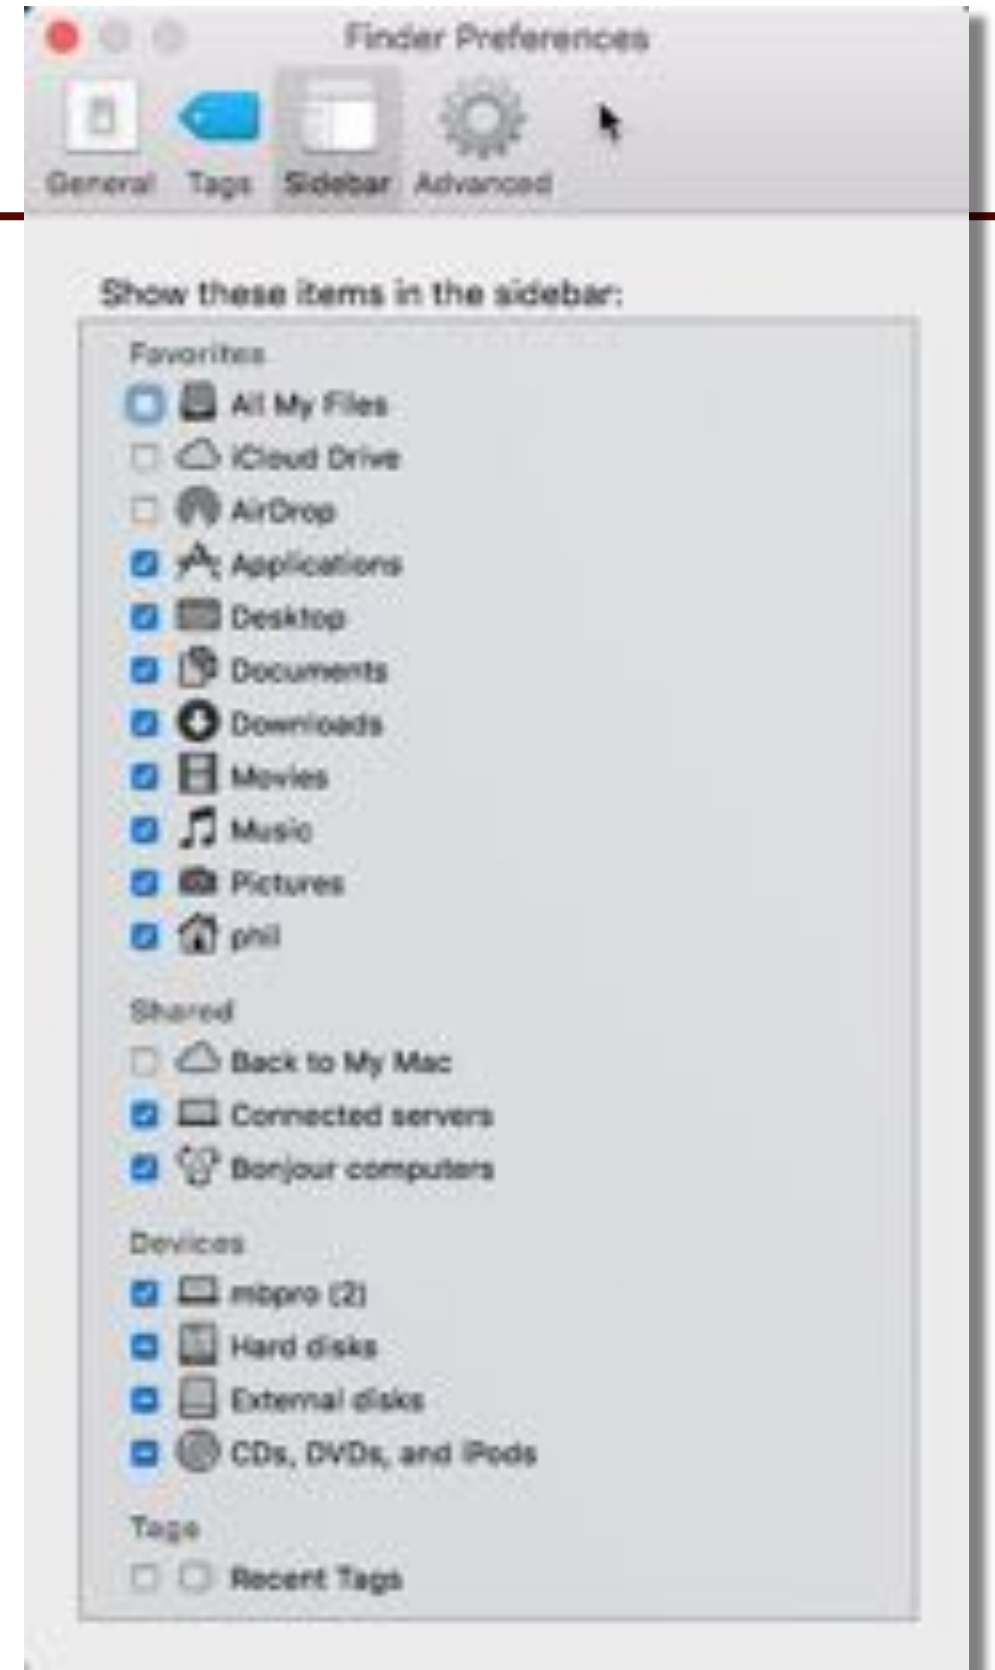 Finder Preferences
General Tags Sidebar Advanced
Show these items in the sidebar:
Favorites
All My Files
iCloud Drive
AirDrop
Applications
Desktop
Documents
Downloads
Movies
Music
Pictures
phil
Shared
Back to My Mac
Connected servers
Bonjour computers
Devices
mbpro (2)
Hard disks
External disks
CDs, DVDs, and iPods
Tags
Recent Tags